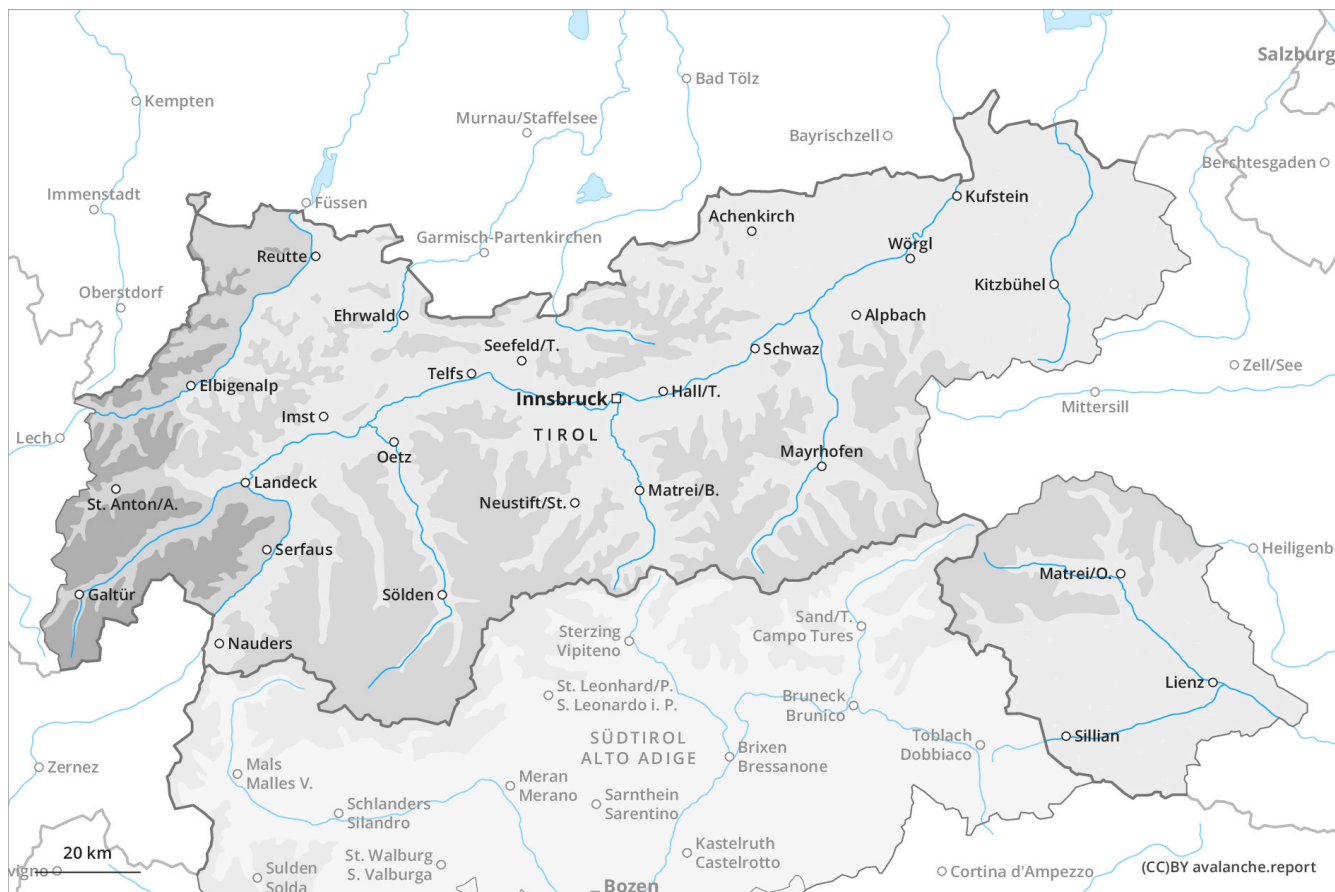 Salzburg
Bad Tölz
Kempten
Murnau/Staffelsee
Bayrischzell
Berchtesgaden
Immenstadt
Füssen
Kufstein
Achenkirch
Garmisch-Partenkirchen
Wörgl
Reutte
Kitzbühel
Oberstdorf
Ehrwald
Alpbach
Seefeld/T.
Schwaz
Zell/See
Telfs
Elbigenalp
Hall/T.
Innsbruck
Mittersill
Imst
TIROL
Lech
Oetz
Mayrhofen
Landeck
Matrei/B.
St. Anton/A.
Neustift/St.
Serfaus
Heiligenb
Matrei/O.
Galtür
Sölden
Sand/T.
Campo Tures
Sterzing
Vipiteno
Nauders
Lienz
St. Leonhard/P.
S. Leonardo i. P.
Bruneck
Brunico
Sillian
SÜDTIROL
ALTO ADIGE
Toblach
Dobbiaco
Brixen
Bressanone
Zernez
Mals
Malles V.
Meran
Merano
Schlanders
Silandro
Sarnthein
Sarentino
Kastelruth
Castelrotto
20 km
St. Walburg
S. Valburga
vigno
Sulden
Solda
Cortina d'Ampezzo
(CC)BY avalanche.report
Bozen